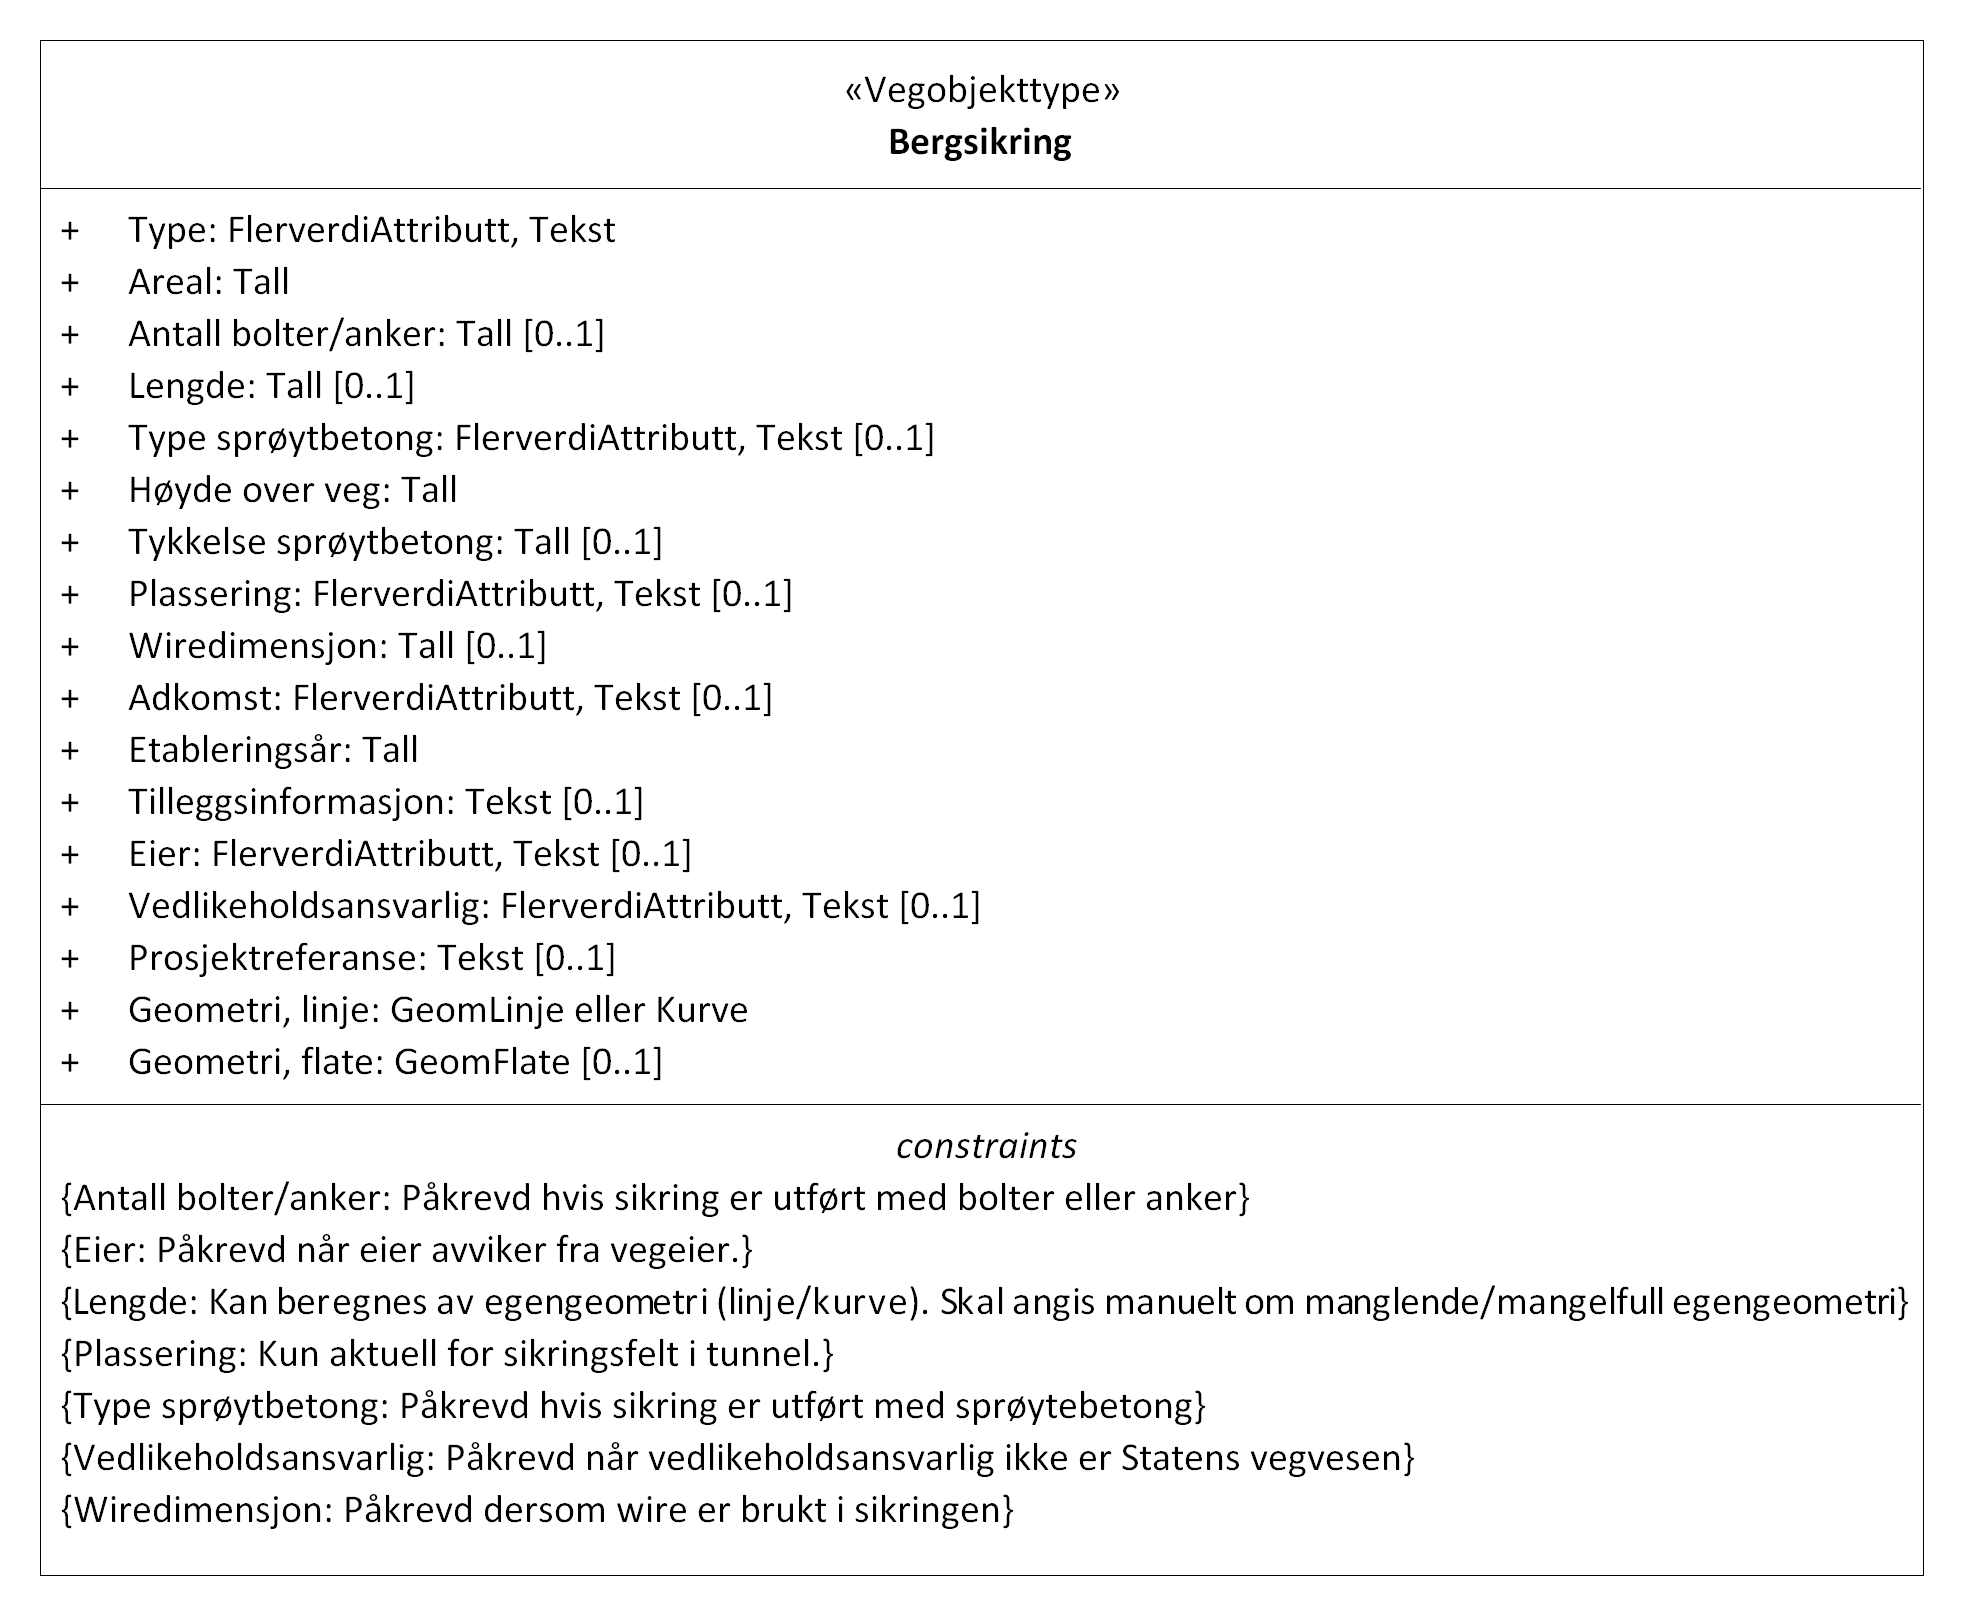 «Vegobjekttype»
Bergsikring
+ Type: FlerverdiAttributt, Tekst
+ Areal: Tall
+ Antall bolter/anker: Tall [0..1]
+ Lengde: Tall [0..1]
+ Type sprøytbetong: FlerverdiAttributt, Tekst [0..1]
+ Høyde over veg: Tall
+ Tykkelse sprøytbetong: Tall [0..1]
+ Plassering: FlerverdiAttributt, Tekst [0..1]
+ Wiredimensjon: Tall [0..1]
+ Adkomst: FlerverdiAttributt, Tekst [0..1]
+ Etableringsår: Tall
+ Tilleggsinformasjon: Tekst [0..1]
+ Eier: FlerverdiAttributt, Tekst [0..1]
+ Vedlikeholdsansvarlig: FlerverdiAttributt, Tekst [0..1]
+ Prosjektreferanse: Tekst [0..1]
+ Geometri, linje: GeomLinje eller Kurve
+ Geometri, flate: GeomFlate [0..1]
constraints
{Antall bolter/anker: Påkrevd hvis sikring er utført med bolter eller anker}
{Eier: Påkrevd når eier avviker fra vegeier.}
{Lengde: Kan beregnes av egengeometri (linje/kurve). Skal angis manuelt om manglende/mangelfull egengeometri}
{Plassering: Kun aktuell for sikringsfelt i tunnel.}
{Type sprøytbetong: Påkrevd hvis sikring er utført med sprøytebetong}
{Vedlikeholdsansvarlig: Påkrevd når vedlikeholdsansvarlig ikke er Statens vegvesen}
{Wiredimensjon: Påkrevd dersom wire er brukt i sikringen}